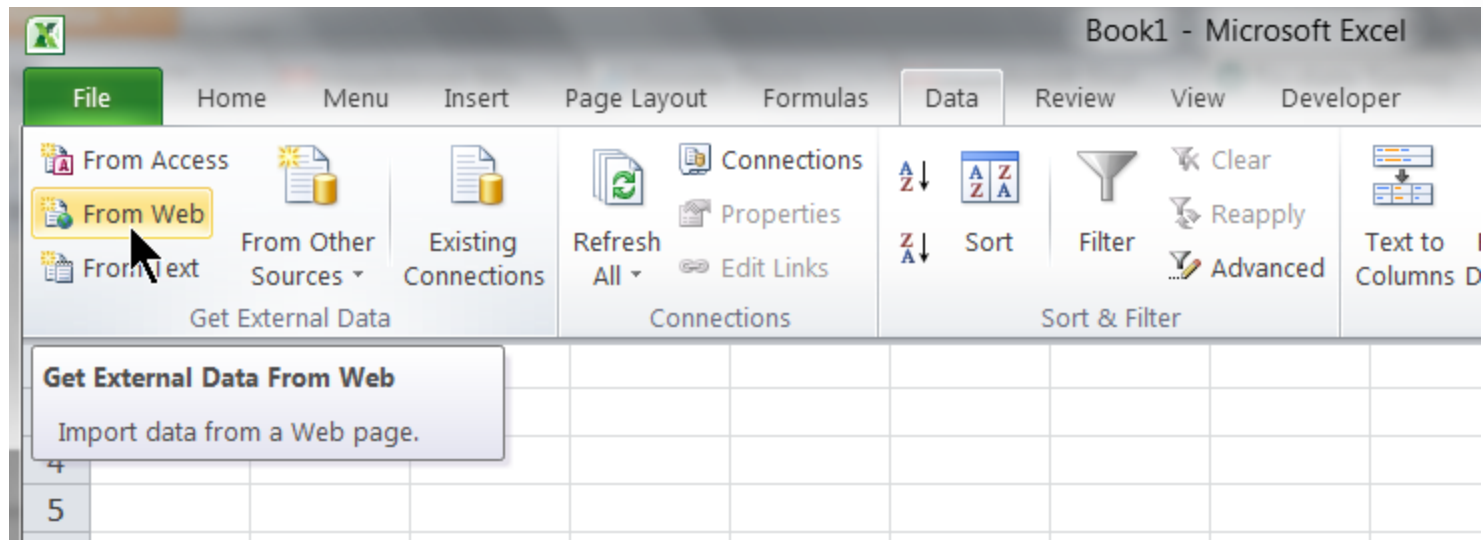 Book1 - Microsoft Excel
File Home Menu Insert Page Layout Formulas Data Review View Developer
From Access
From Web
From Text
From Other
Sources
Existing
Connections
Get External Data
Refresh
All
Connections
Properties
Edit Links
Connections
Sort
Filter
Clear
Reapply
Advanced
Sort & Filter
Text to
Columns
Get External Data From Web
Import data from a Web page.
4
5